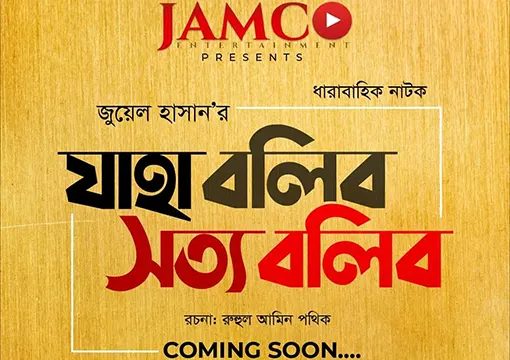 JAMCO
ENTERTAINMENT
PRESENTS
ধারাবাহিক নাটক
জুয়েল হাসান'র
যাহা বলিব
সত্য বলিব
রচনা: রুহুল আমিন পথিক
COMING SOON....